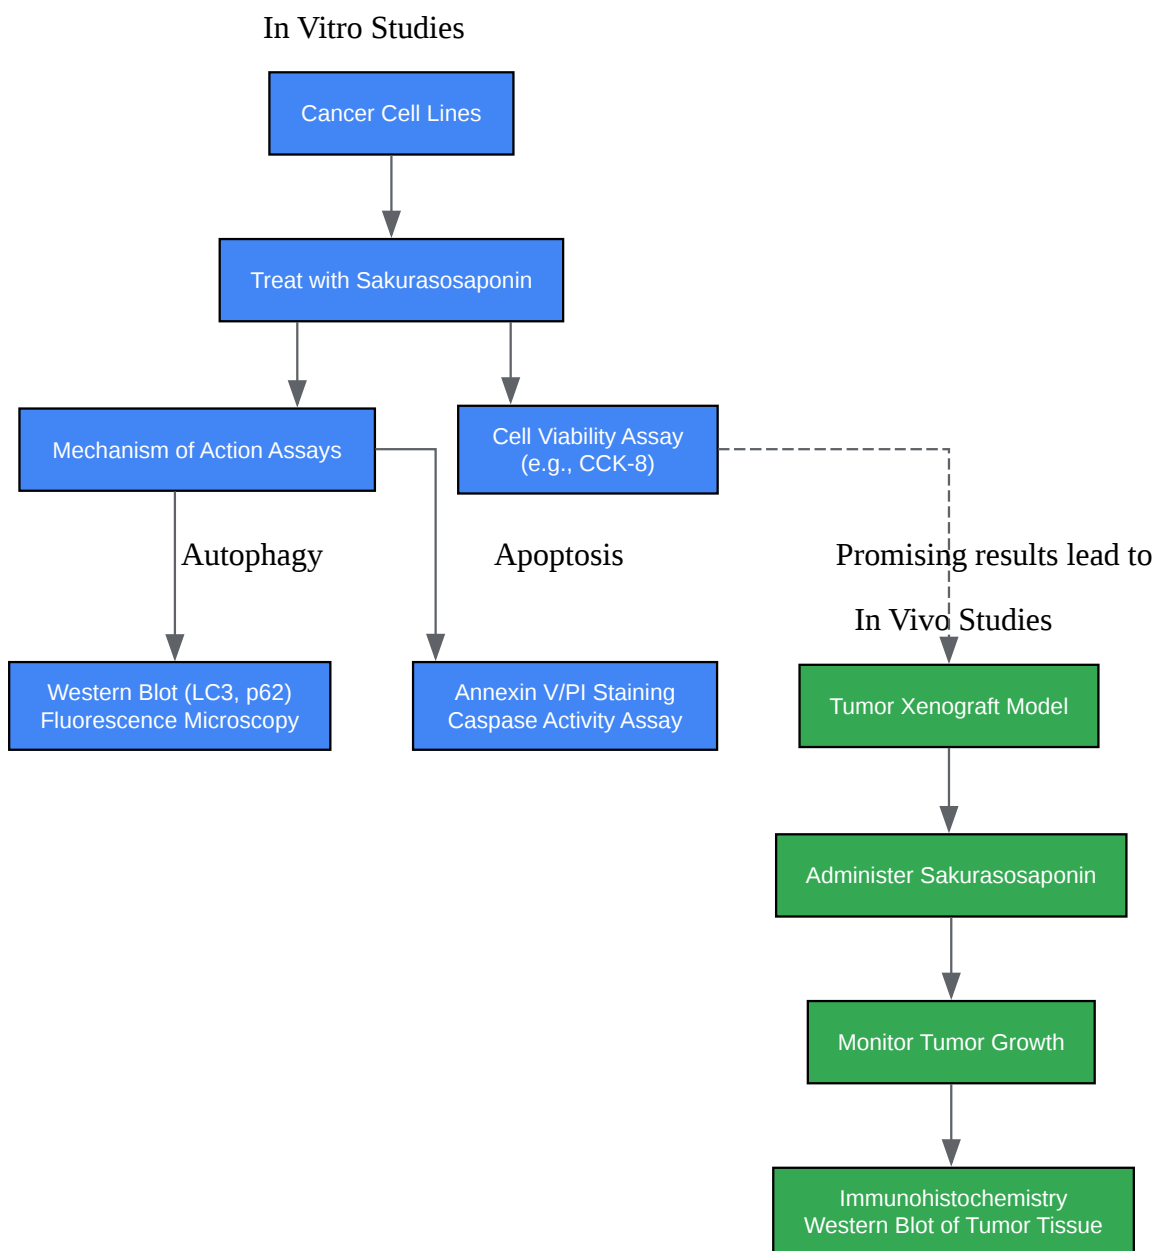 In Vitro Studies
Cancer Cell Lines
Treat with Sakurasosaponin
Mechanism of Action Assays
Cell Viability Assay
(e.g., CCK-8)
Autophagy
Apoptosis
Promising results lead to
In Vivo Studies
Western Blot (LC3, p62)
Fluorescence Microscopy
Annexin V/PI Staining
Caspase Activity Assay
Tumor Xenograft Model
Administer Sakurasosaponin
Monitor Tumor Growth
Immunohistochemistry
Western Blot of Tumor Tissue